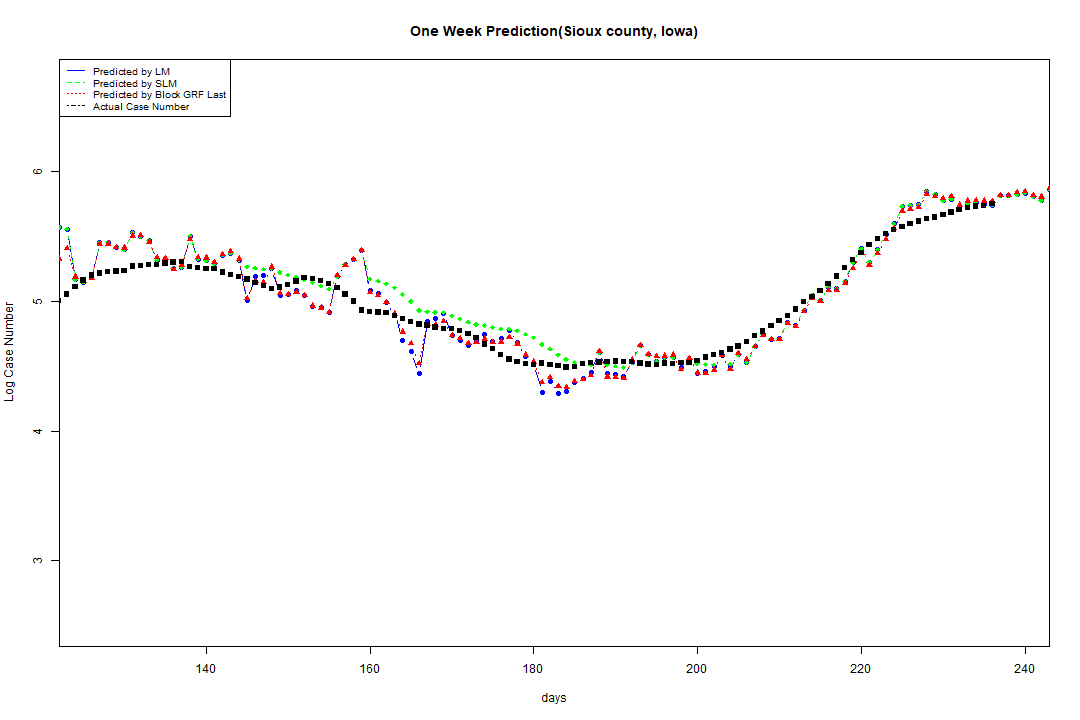 One Week Prediction(Sioux county, Iowa)
Predicted by LM
Predicted by SLM
Predicted by Block GRF Last
Actual Case Number
6
5
4
3
Log Case Number
140 160 180 200 220 240
days